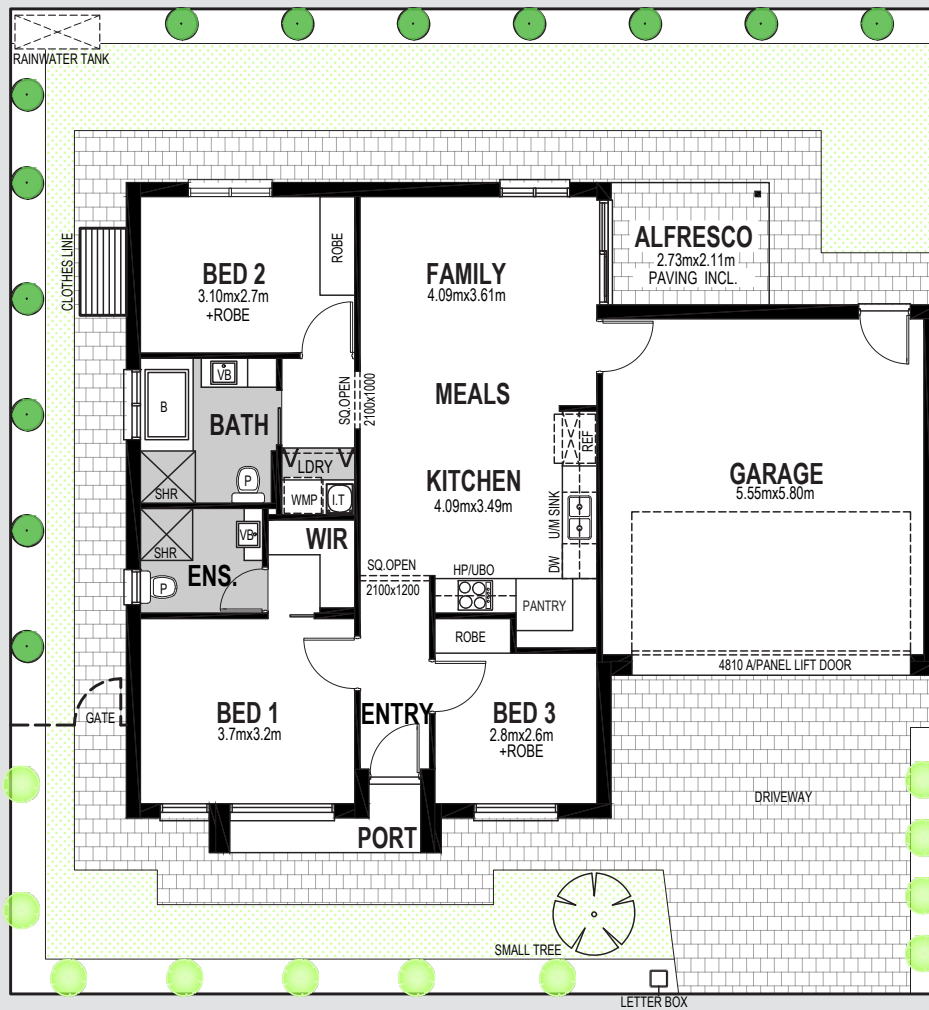 RAINWATER TANK
CLOTHES LINE
BED 2
3.10mx2.7m
+ROBE
ROBE
FAMILY
4.09mx3.61m
ALFRESCO
2.73mx2.11m
PAVING INCL.
B
VB
BATH
SHR
P
SQ.OPEN
2100x1000
LDRY
WMP
I.T
MEALS
KITCHEN
4.09mx3.49m
REF
U/M SINK
DW
GARAGE
5.55mx5.80m
SHR
VB
P
ENS.
WIR
SQ.OPEN
2100x1200
HP/UBO
PANTRY
ROBE
4810 A/PANEL LIFT DOOR
GATE
BED 1
3.7mx3.2m
ENTRY
BED 3
2.8mx2.6m
+ROBE
PORT
DRIVEWAY
SMALL TREE
LETTER BOX